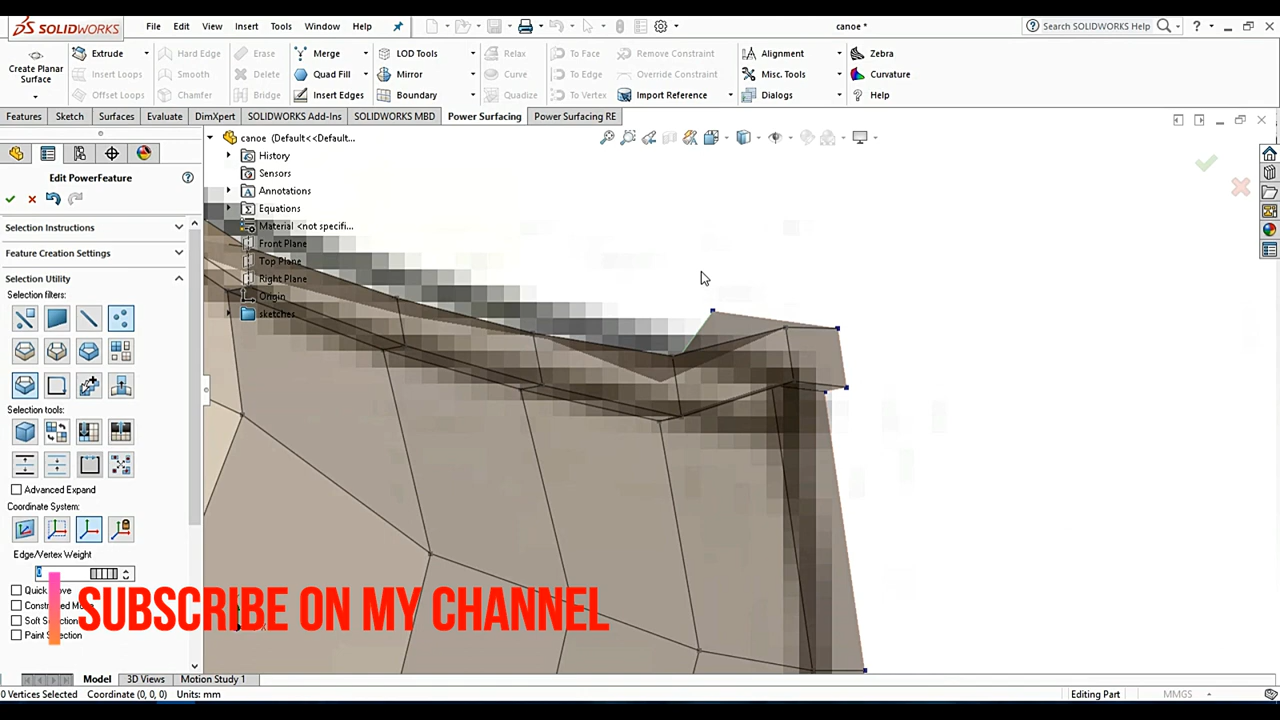 SOLIDWORKS
File Edit View Insert Tools Window Help
canoe *
Search SOLIDWORKS Help
?
Create Planar
Surface
Extrude
Insert Loops
Offset Loops
Hard Edge
Smooth
Chamfer
Erase
Delete
Bridge
Merge
Quad Fill
Insert Edges
LOD Tools
Mirror
Boundary
Relax
Curve
Quadize
To Face
To Edge
To Vertex
Remove Constraint
Override Constraint
Import Reference
Alignment
Misc. Tools
Dialogs
Zebra
Curvature
Help
Features Sketch Surfaces Evaluate DimXpert SOLIDWORKS Add-Ins SOLIDWORKS MBD Power Surfacing Power Surfacing RE
canoe (Default<<Default...
History
Sensors
Annotations
Equations
Material <not specifi...
Front Plane
Top Plane
Right Plane
Origin
sketches
Edit PowerFeature
Selection Instructions
Feature Creation Settings
Selection Utility
Selection filters:
Selection tools:
Advanced Expand
Coordinate System:
Edge/Vertex Weight
SUBSCRIBE ON MY CHANNEL
Paint Selection
Model 3D Views Motion Study 1
0 Vertices Selected Coordinate (0, 0, 0) Units: mm
Editing Part
MMGS